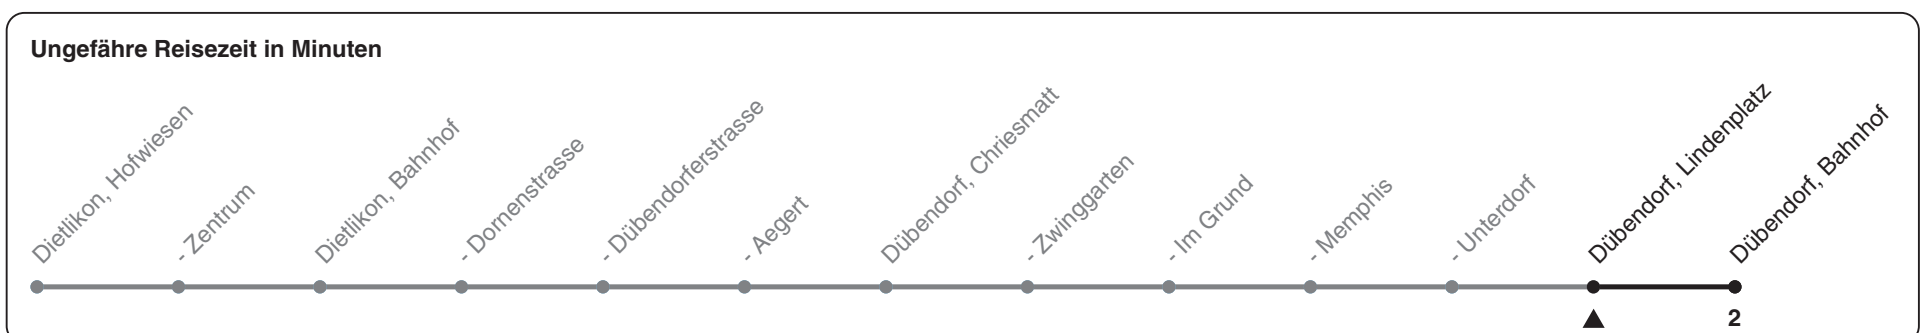 Ungefähre Reisezeit in Minuten
Dietlikon, Hofwiesen
- Zentrum
Dietlikon, Bahnhof
- Dornenstrasse
- Dübendorferstrasse
- Aegert
Dübendorf, Chriesmatt
- Zwinggarten
- Im Grund
- Memphis
- Unterdorf
Dübendorf, Lindenplatz
Dübendorf, Bahnhof
2